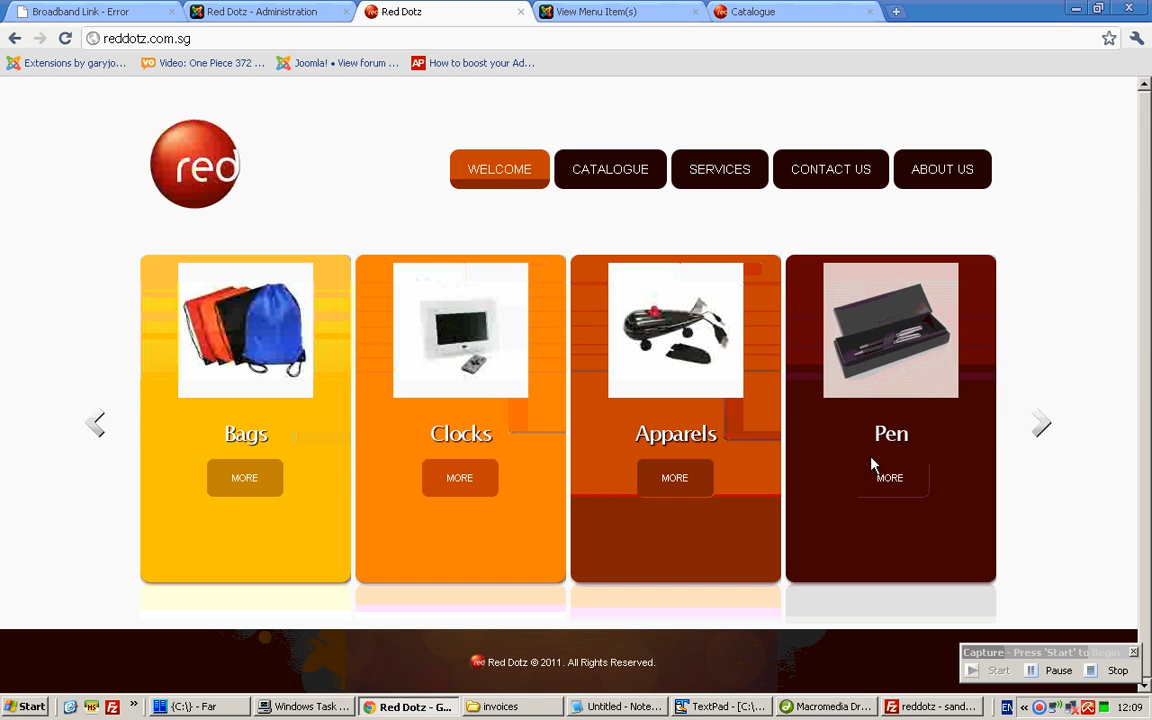 Broadband Link - Error
Red Dotz - Administration
Red Dotz
View Menu Item(s)
Catalogue
reddotz.com.sg
Extensions by garyjo...
Video: One Piece 372 ...
Joomla! • View forum ...
AP
How to boost your Ad...
red
WELCOME
CATALOGUE
SERVICES
CONTACT US
ABOUT US
Bags
Clocks
Apparels
Pen
MORE
MORE
MORE
MORE
Red Dotz © 2011. All Rights Reserved.
Capture - Press 'Start' to Begin
Start
Pause
Stop
Start
{C:\} - Far
Windows Task ...
Red Dotz - G...
invoices
Untitled - Note...
TextPad - [C:\...
Macromedia Dr...
reddotz - sand...
EN
12:09